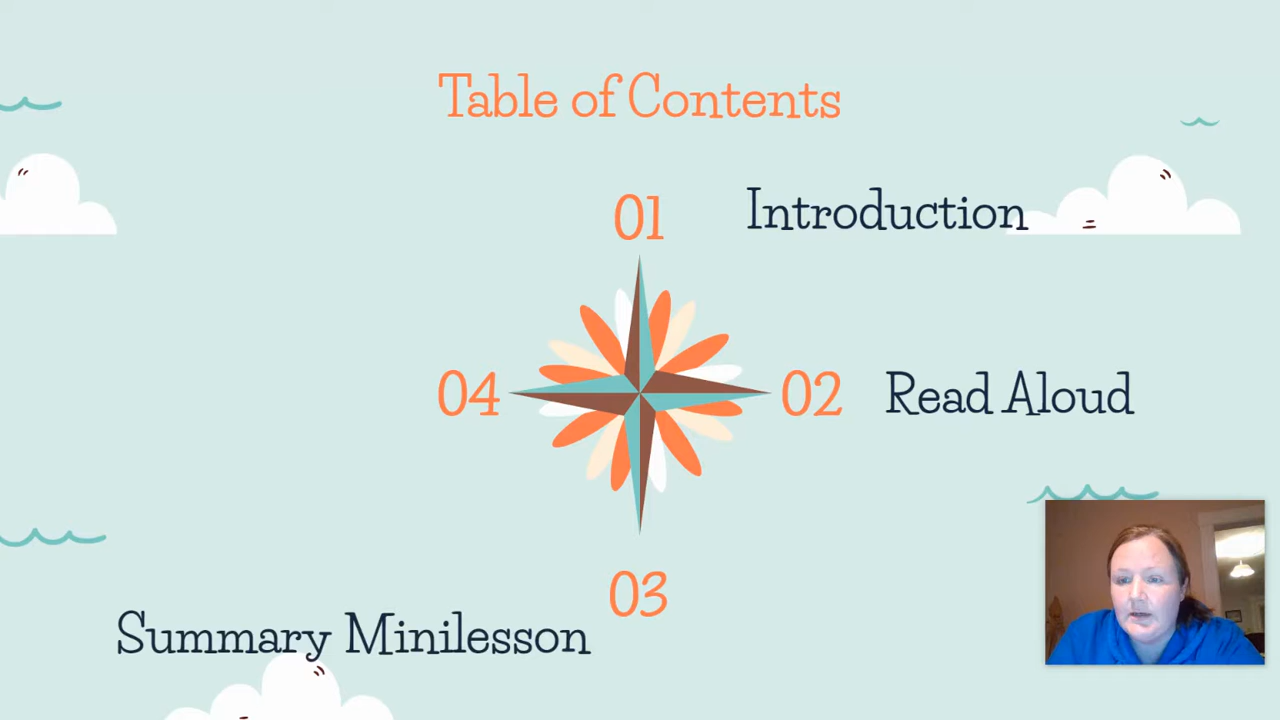 Table of Contents
01
Introduction
04
02
Read Aloud
03
Summary Minilesson